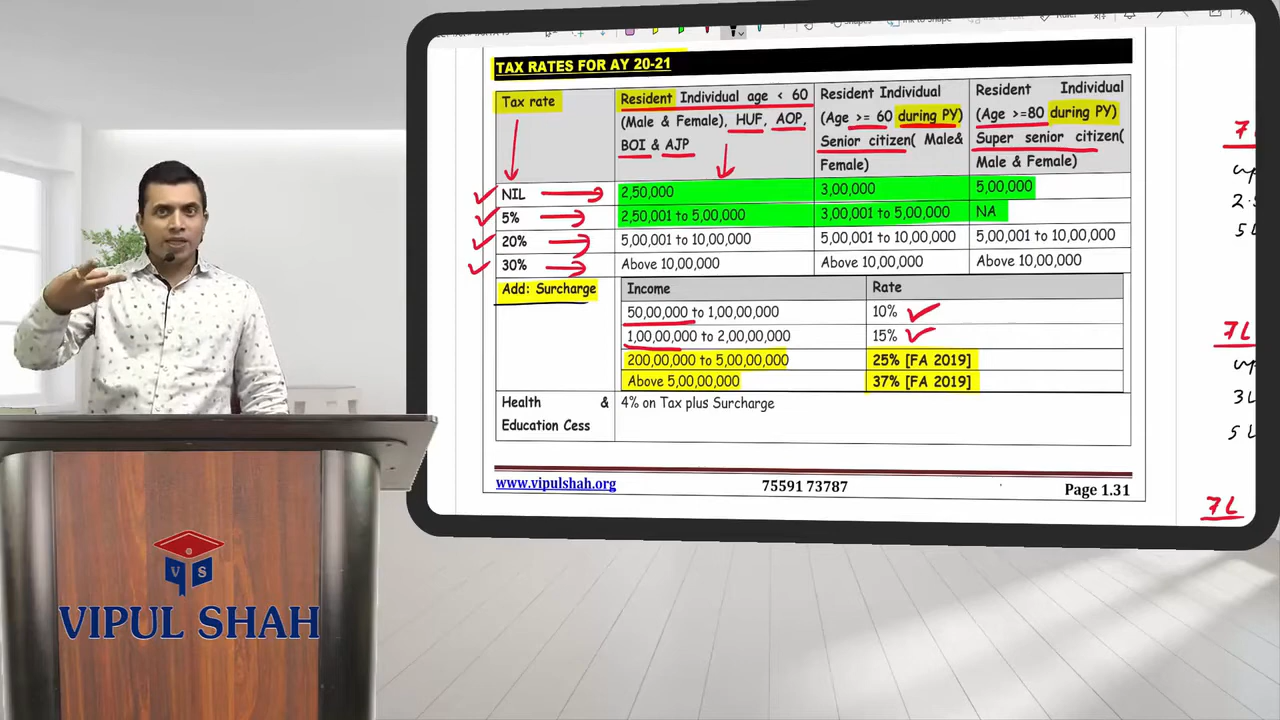 TAX RATES FOR AY 20-21
Tax rate
Resident Individual age < 60
(Male & Female), HUF, AOP,
BOI & AJP
Resident Individual
(Age >= 60 during PY)
Senior citizen( Male&
Female)
Resident Individual
(Age >=80 during PY)
Super senior citizen(
Male & Female)
NIL 2,50,000 3,00,000 5,00,000
5% 2,50,001 to 5,00,000 3,00,001 to 5,00,000 NA
20% 5,00,001 to 10,00,000 5,00,001 to 10,00,000 5,00,001 to 10,00,000
30% Above 10,00,000 Above 10,00,000 Above 10,00,000
Add: Surcharge Income Rate
50,00,000 to 1,00,00,000 10%
1,00,00,000 to 2,00,00,000 15%
200,00,000 to 5,00,00,000 25% [FA 2019]
Above 5,00,00,000 37% [FA 2019]
Health & 4% on Tax plus Surcharge
Education Cess
www.vipulshah.org 75591 73787 Page 1.31
7L
3L
7L
V S
VIPUL SHAH